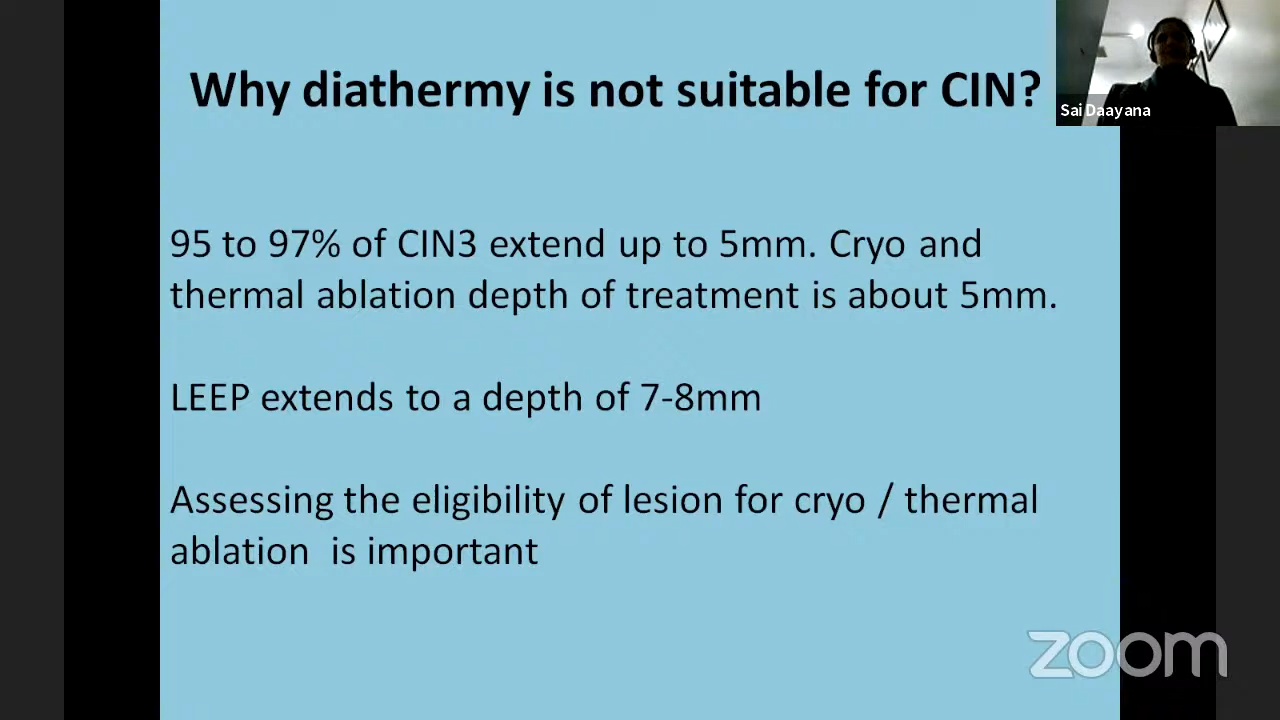 Why diathermy is not suitable for CIN?
Sai Daayana
95 to 97% of CIN3 extend up to 5mm. Cryo and
thermal ablation depth of treatment is about 5mm.
LEEP extends to a depth of 7-8mm
Assessing the eligibility of lesion for cryo / thermal
ablation  is important
zoom